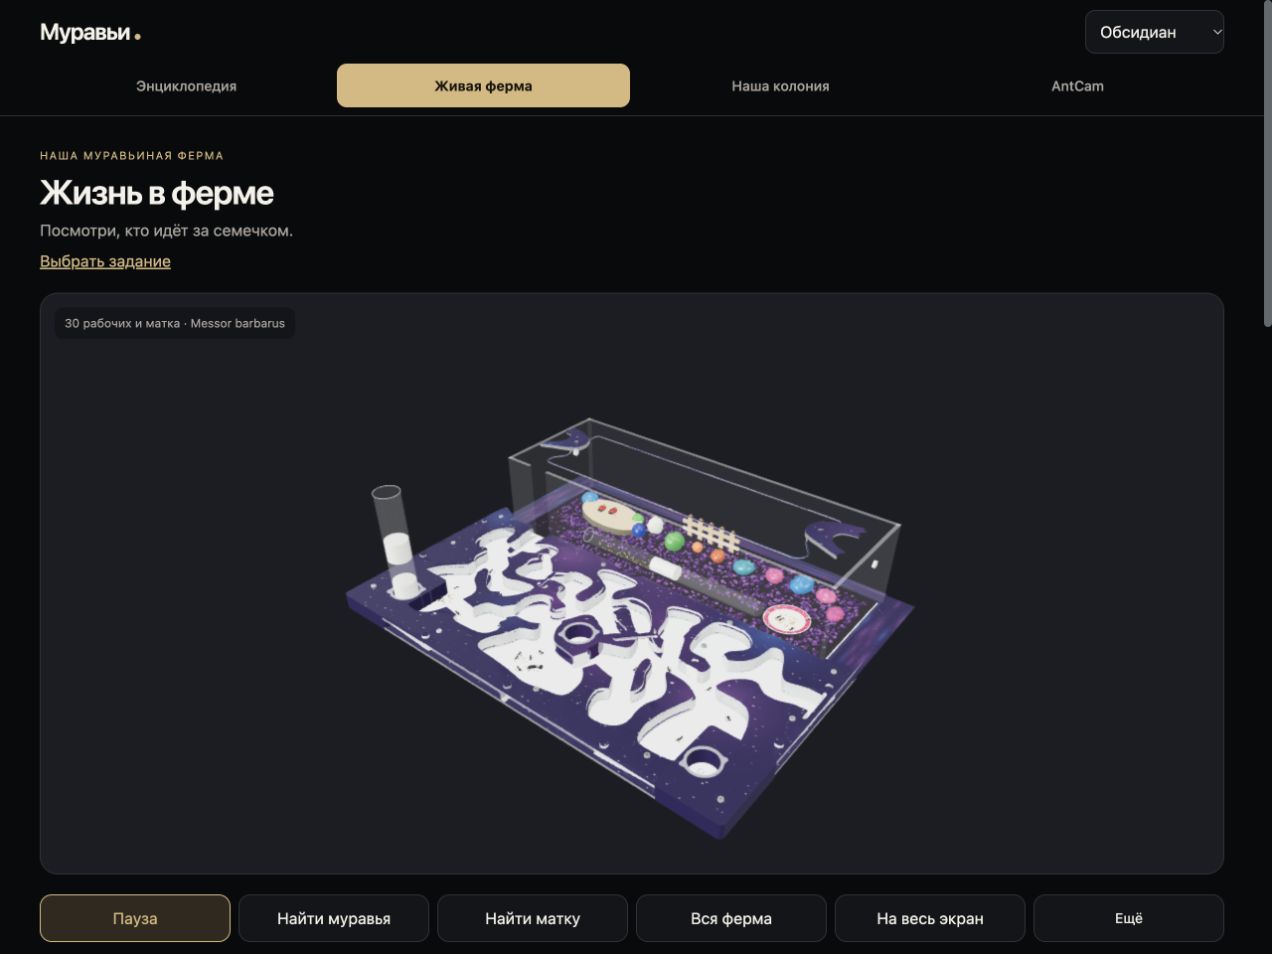 Муравьи.
Обсидиан
Энциклопедия
Живая ферма
Наша колония
AntCam
НАША МУРАВЬИНАЯ ФЕРМА
Жизнь в ферме
Посмотри, кто идёт за семечком.
Выбрать задание
30 рабочих и матка · Messor barbarus
Пауза
Найти муравья
Найти матку
Вся ферма
На весь экран
Ещё